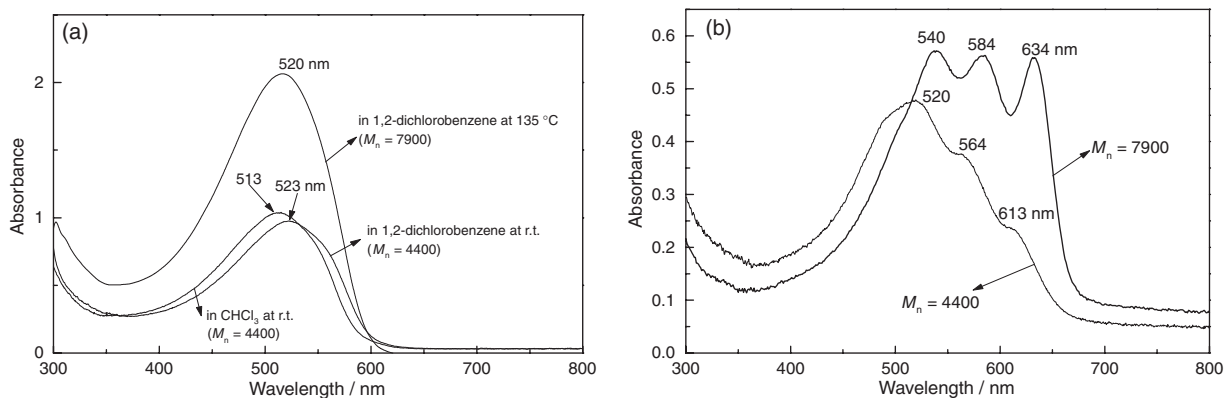 (a)
520 nm
in 1,2-dichlorobenzene at 135 °C
(Mn = 7900)
513
523 nm
in 1,2-dichlorobenzene at r.t.
(Mn = 4400)
in CHCl3 at r.t.
(Mn = 4400)
2
1
0
Absorbance
300 400 500 600 700 800
Wavelength / nm
(b)
540
584
634 nm
520
564
613 nm
Mn = 7900
Mn = 4400
0.6
0.5
0.4
0.3
0.2
0.1
0.0
Absorbance
300 400 500 600 700 800
Wavelength / nm